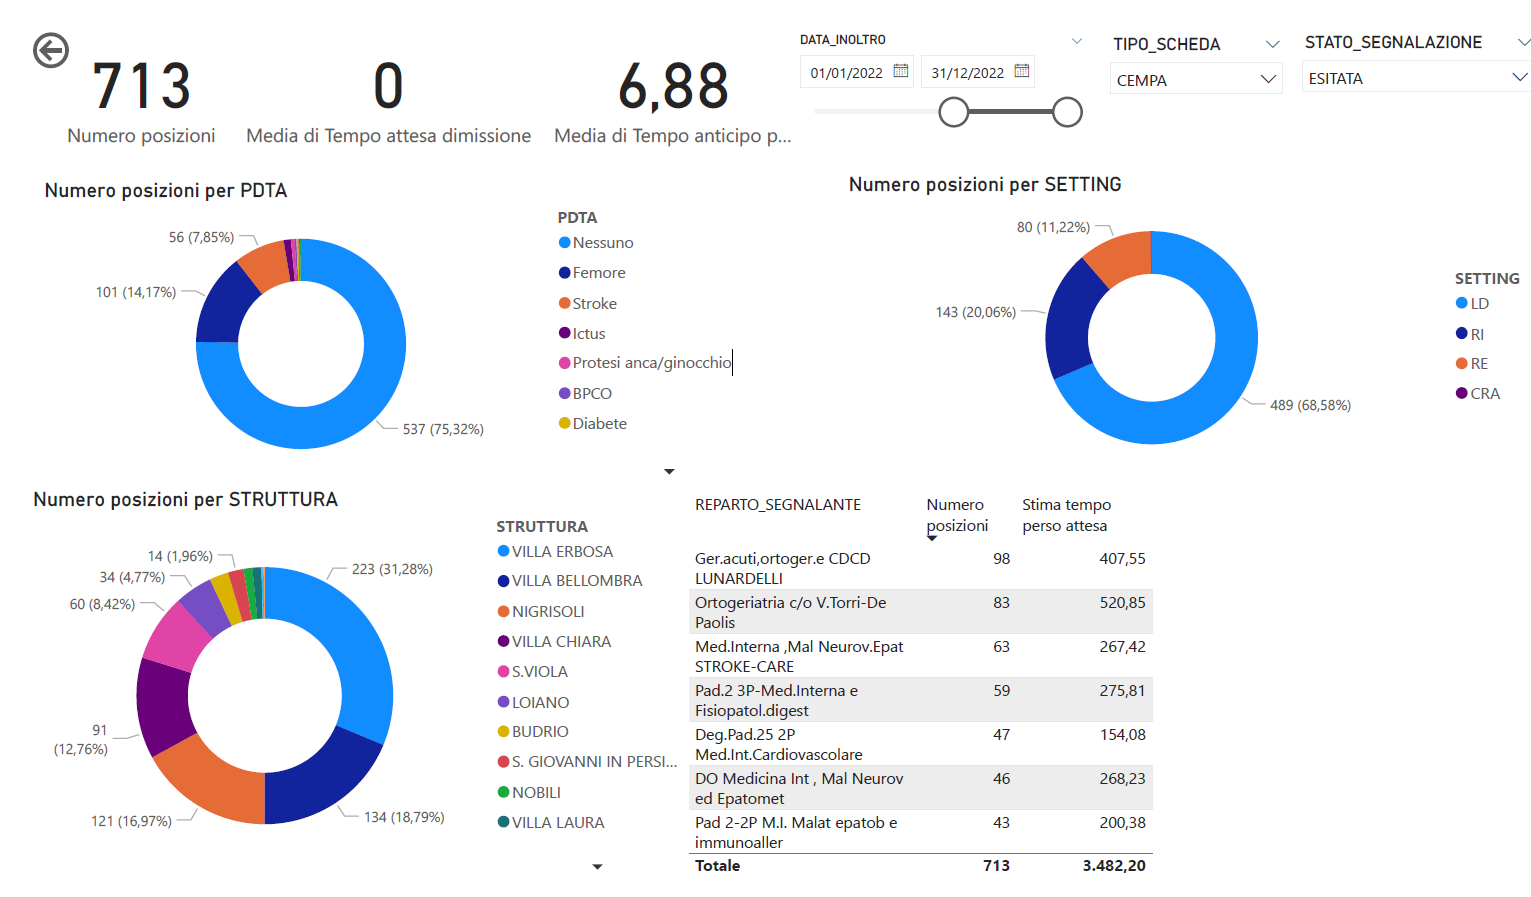 713
Numero posizioni
0
Media di Tempo attesa dimissione
6,88
Media di Tempo anticipo p...
DATA_INOLTRO
01/01/2022
31/12/2022
TIPO_SCHEDA
CEMPA
STATO_SEGNALAZIONE
ESITATA
Numero posizioni per PDTA
56 (7,85%)
101 (14,17%)
537 (75,32%)
PDTA
Nessuno
Femore
Stroke
Ictus
Protesi anca/ginocchio
BPCO
Diabete
Numero posizioni per SETTING
80 (11,22%)
143 (20,06%)
489 (68,58%)
SETTING
LD
RI
RE
CRA
Numero posizioni per STRUTTURA
14 (1,96%)
34 (4,77%)
60 (8,42%)
91
(12,76%)
121 (16,97%)
223 (31,28%)
134 (18,79%)
STRUTTURA
VILLA ERBOSA
VILLA BELLOMBRA
NIGRISOLI
VILLA CHIARA
S.VIOLA
LOIANO
BUDRIO
S. GIOVANNI IN PERSI...
NOBILI
VILLA LAURA
REPARTO_SEGNALANTE Numero posizioni Stima tempo perso attesa
Ger.acuti,ortoger.e CDCD 98 407,55
LUNARDELLI
Ortogeriatria c/o V.Torri-De 83 520,85
Paolis
Med.Interna ,Mal Neurov.Epat 63 267,42
STROKE-CARE
Pad.2 3P-Med.Interna e 59 275,81
Fisiopatol.digest
Deg.Pad.25 2P 47 154,08
Med.Int.Cardiovascolare
DO Medicina Int , Mal Neurov 46 268,23
ed Epatomet
Pad 2-2P M.I. Malat epatob e 43 200,38
immunoaller
Totale 713 3.482,20